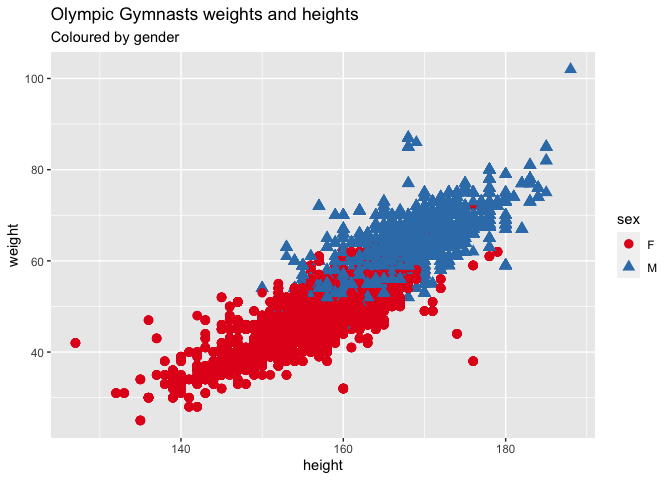 Olympic Gymnasts weights and heights
Coloured by gender
100
80
60
40
weight
140
160
180
height
sex
F
M